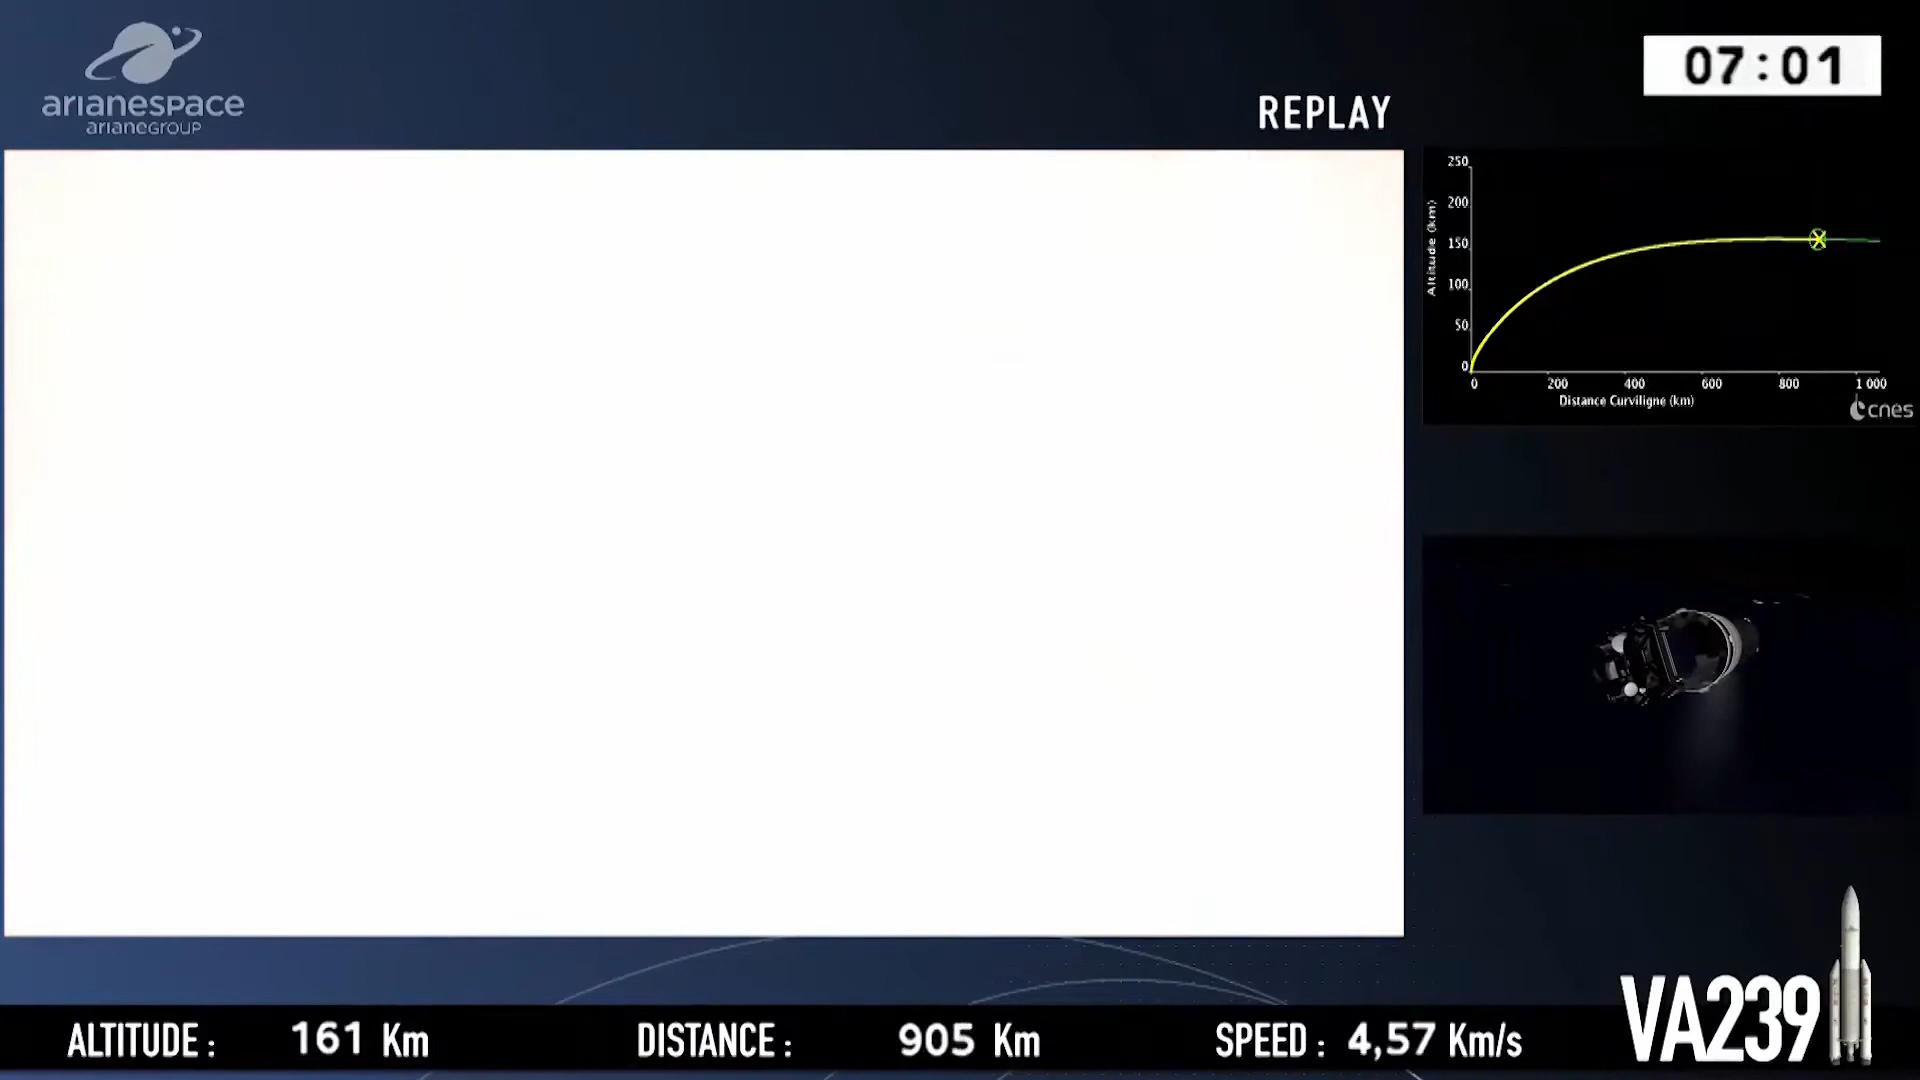 arianespace
arianeGROUP
REPLAY
07:01
250
200
150
100
50
0
Altitude (km)
0 200 400 600 800 1 000
Distance Curviligne (km)
cnes
ALTITUDE : 161 Km DISTANCE : 905 Km SPEED : 4,57 Km/s
VA239